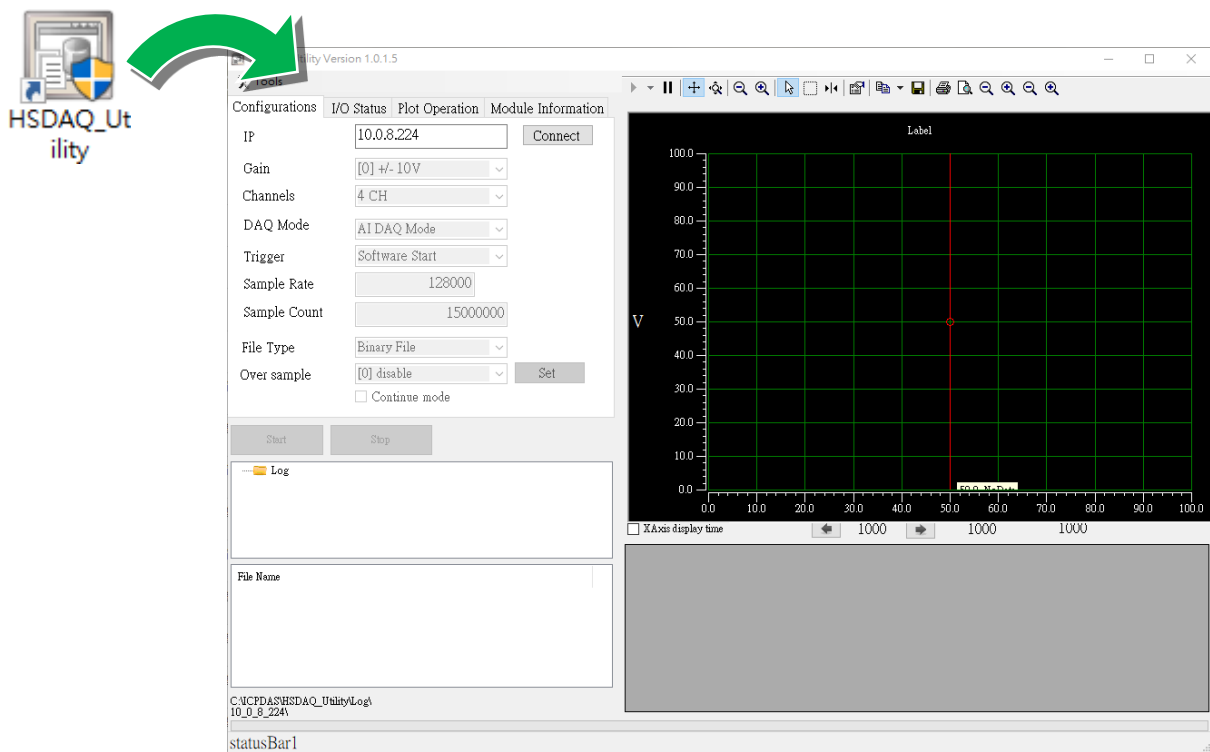 HSDAQ_Ut
ility
Utility Version 1.0.1.5
Tools
Configurations I/O Status Plot Operation Module Information
IP 10.0.8.224 Connect
Gain [0] +/- 10V
Channels 4 CH
DAQ Mode AI DAQ Mode
Trigger Software Start
Sample Rate 128000
Sample Count 15000000
File Type Binary File
Over sample [0] disable Set
Continue mode
Start Stop
Log
File Name
C:\ICPDAS\HSDAQ_Utility\Log\
10_0_8_224\
statusBar1
Label
V
100.0
90.0
80.0
70.0
60.0
50.0
40.0
30.0
20.0
10.0
0.0
0.0 10.0 20.0 30.0 40.0 50.0 60.0 70.0 80.0 90.0 100.0
XAxis display time 1000 1000 1000